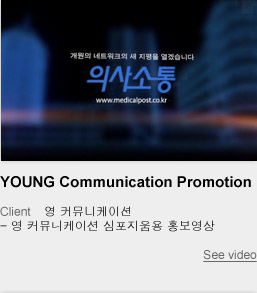 개원의 네트워크의 새 지평을 열겠습니다
의사소통
www.medicalpost.co.kr
YOUNG Communication Promotion
Client 영 커뮤니케이션
– 영 커뮤니케이션 심포지움용 홍보영상
See video